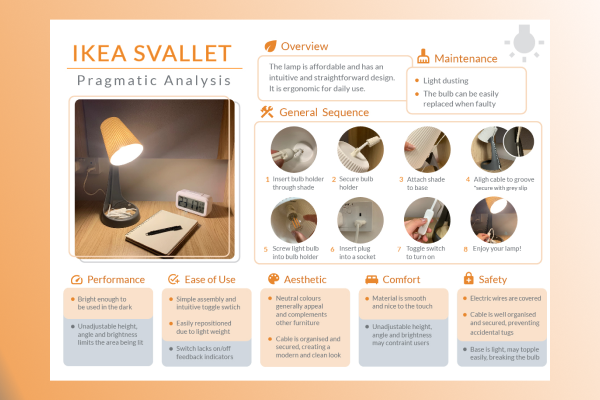 IKEA SVALLET
Pragmatic Analysis
Overview
The lamp is affordable and has an
intuitive and straightforward design.
It is ergonomic for daily use.
Maintenance
Light dusting
The bulb can be easily
replaced when faulty
General Sequence
1 Insert bulb holder
through shade
2 Secure bulb
holder
3 Attach shade
to base
4 Align cable to groove
*secure with grey slip
5 Screw light bulb
into bulb holder
6 Insert plug
into a socket
7 Toggle switch
to turn on
8 Enjoy your lamp!
Performance
Bright enough to
be used in the dark
Unadjustable height,
angle and brightness
limits the area being lit
Ease of Use
Simple assembly and
intuitive toggle switch
Easily repositioned
due to light weight
Switch lacks on/off
feedback indicators
Aesthetic
Neutral colours
generally appeal
and complements
other furniture
Cable is organised and
secured, creating a
modern and clean look
Comfort
Material is smooth
and nice to the touch
Unadjustable height,
angle and brightness
may constraint users
Safety
Electric wires are covered
Cable is well organised
and secured, preventing
accidental tugs
Base is light, may topple
easily, breaking the bulb